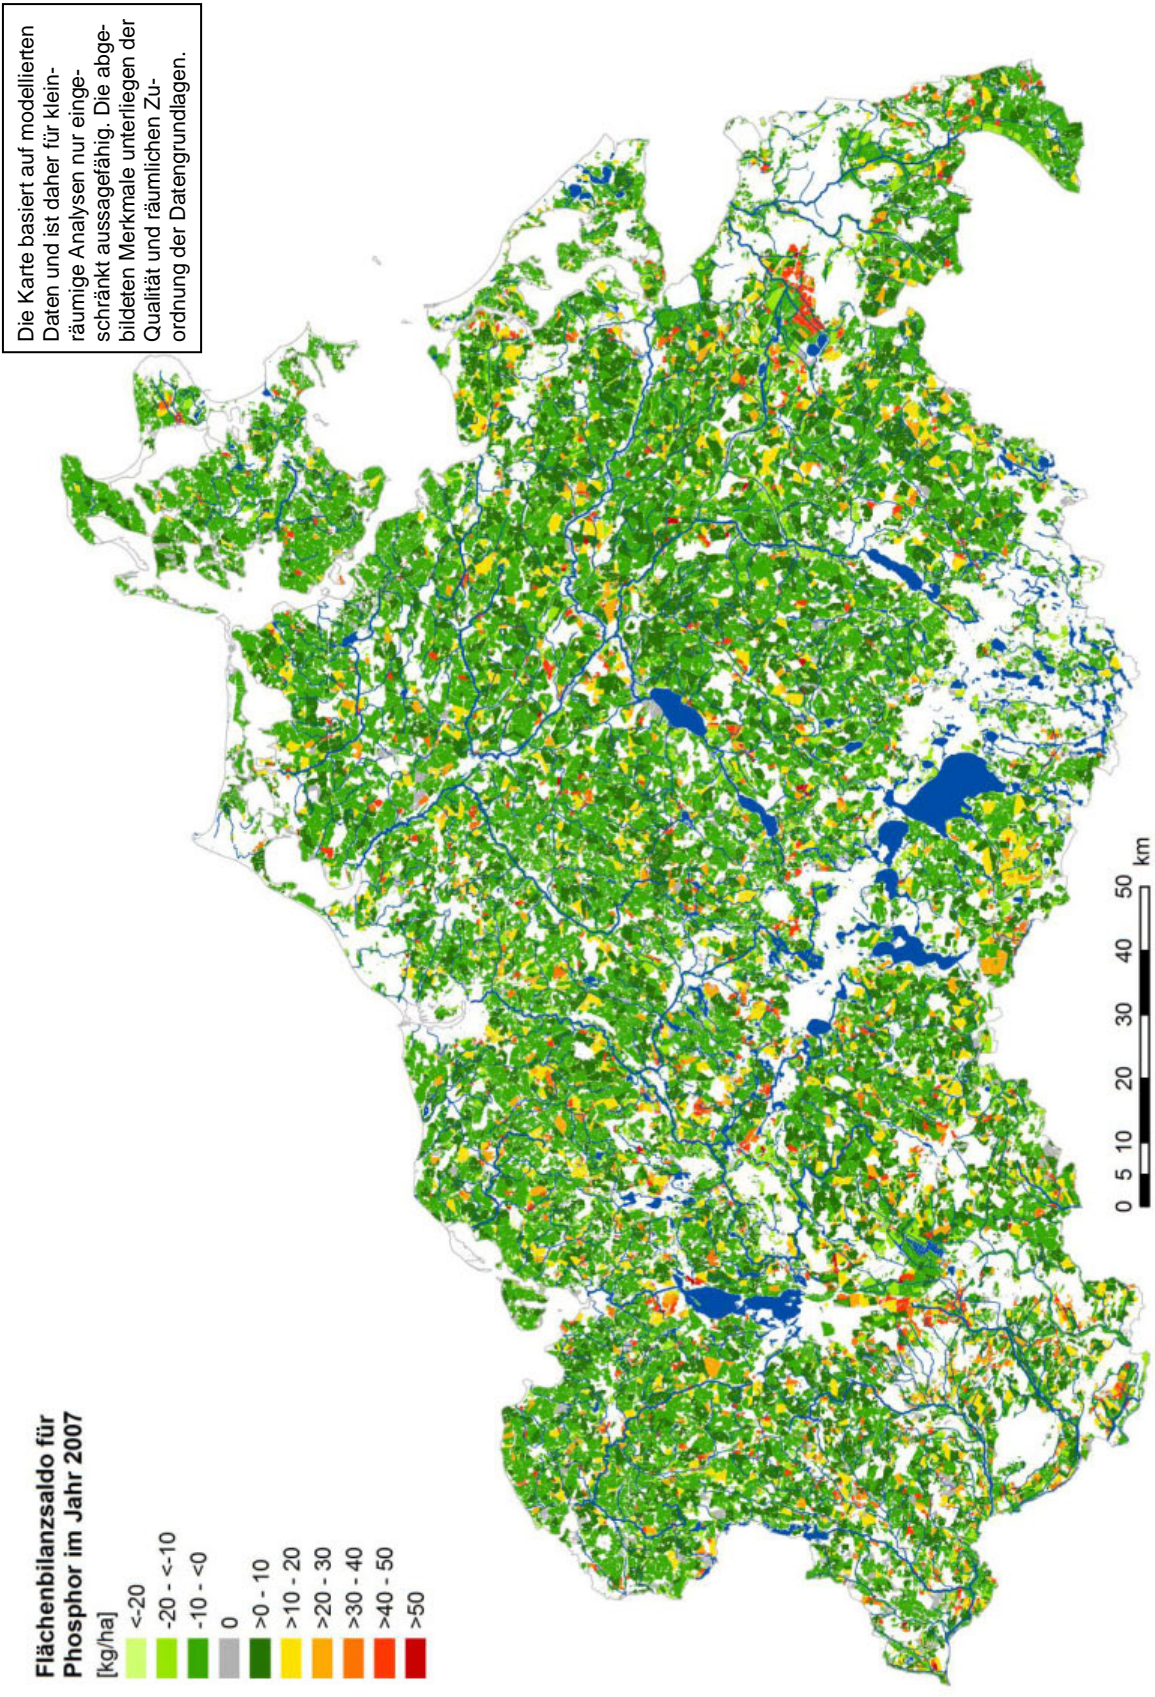 Flächenbilanzsaldo für
Phosphor im Jahr 2007
[kg/ha]
<-20
-20 - <-10
-10 - <0
0
>0 - 10
>10 - 20
>20 - 30
>30 - 40
>40 - 50
>50
Die Karte basiert auf modellierten
Daten und ist daher für klein-
räumige Analysen nur einge-
schränkt aussagefähig. Die abge-
bildeten Merkmale unterliegen der
Qualität und räumlichen Zu-
ordnung der Datengrundlagen.
0 5 10 20 30 40 50 km